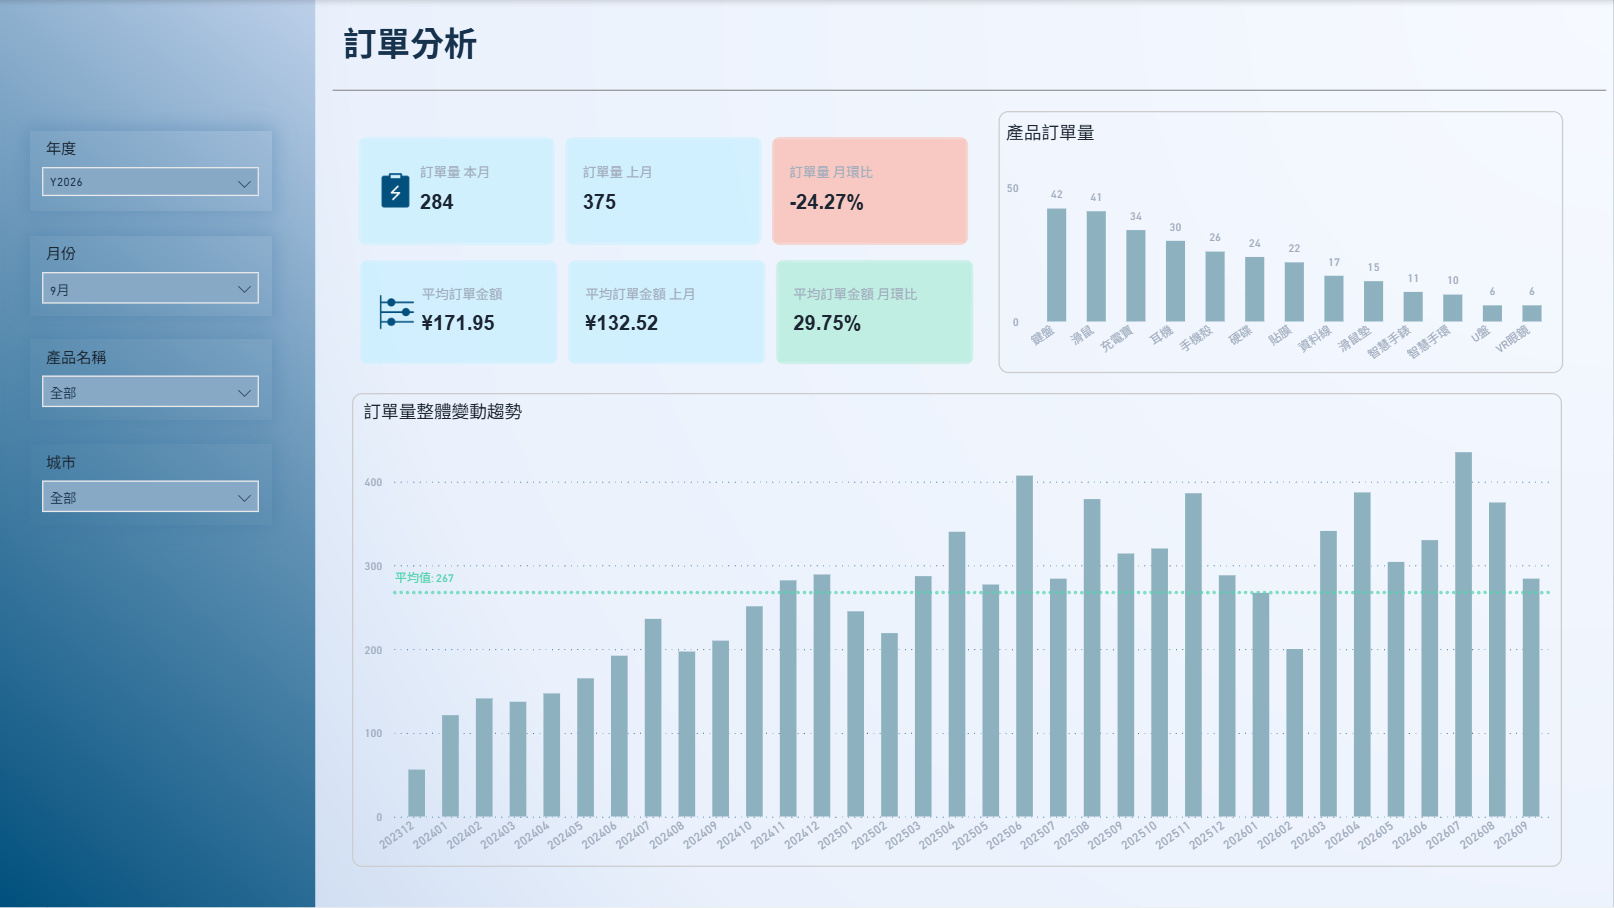 訂單分析
年度
Y2026
月份
9月
產品名稱
全部
城市
全部
訂單量 本月
284
訂單量 上月
375
訂單量 月環比
-24.27%
平均訂單金額
¥171.95
平均訂單金額 上月
¥132.52
平均訂單金額 月環比
29.75%
產品訂單量
50
0
42
41
34
30
26
24
22
17
15
11
10
6
6
鍵盤
滑鼠
充電寶
耳機
手機殼
硬碟
貼膜
資料線
滑鼠墊
智慧手錶
智慧手環
U盤
VR眼鏡
訂單量整體變動趨勢
400
300
200
100
0
平均值: 267
202312
202401
202402
202403
202404
202405
202406
202407
202408
202409
202410
202411
202412
202501
202502
202503
202504
202505
202506
202507
202508
202509
202510
202511
202512
202601
202602
202603
202604
202605
202606
202607
202608
202609